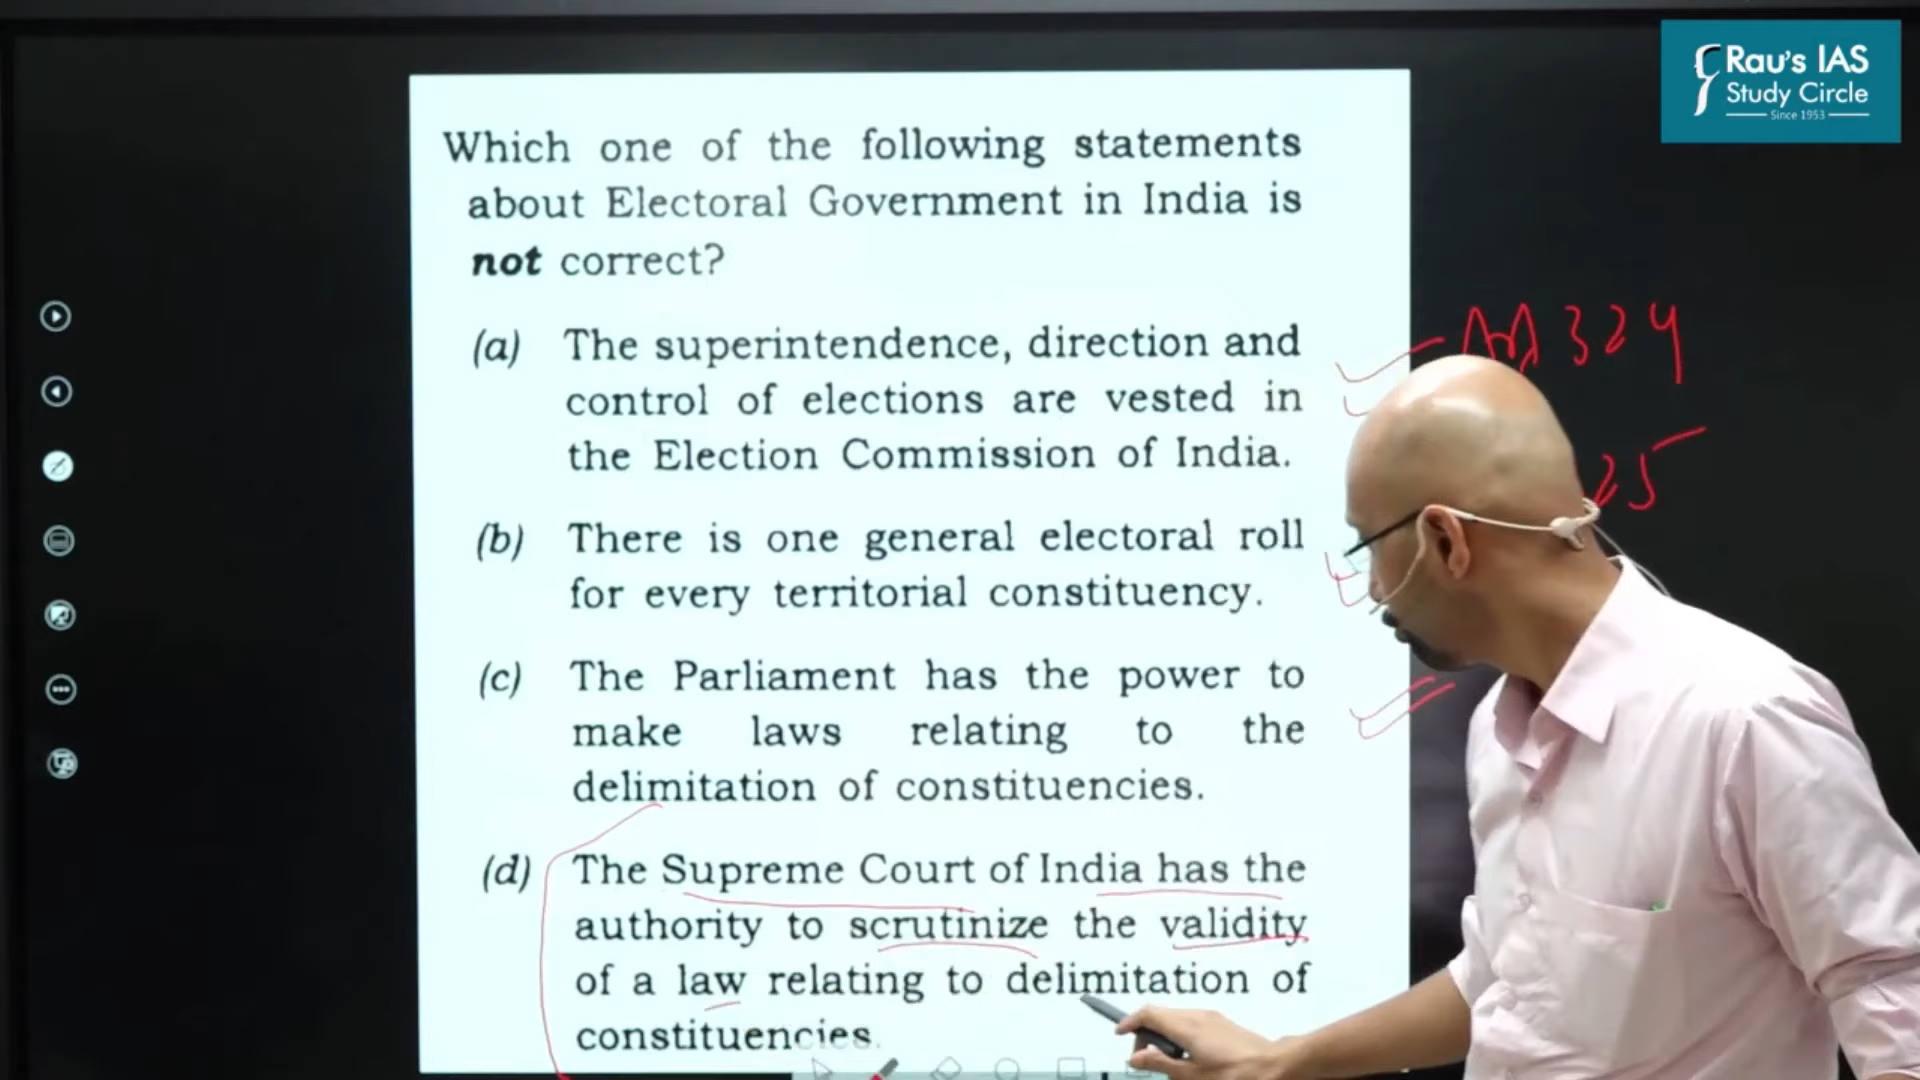 Rau's IAS
Study Circle
Since 1953
Which one of the following statements
about Electoral Government in India is
not correct?
(a) The superintendence, direction and
control of elections are vested in
the Election Commission of India.
(b) There is one general electoral roll
for every territorial constituency.
(c) The Parliament has the power to
make laws relating to the
delimitation of constituencies.
(d) The Supreme Court of India has the
authority to scrutinize the validity
of a law relating to delimitation of
constituencies.
324
25